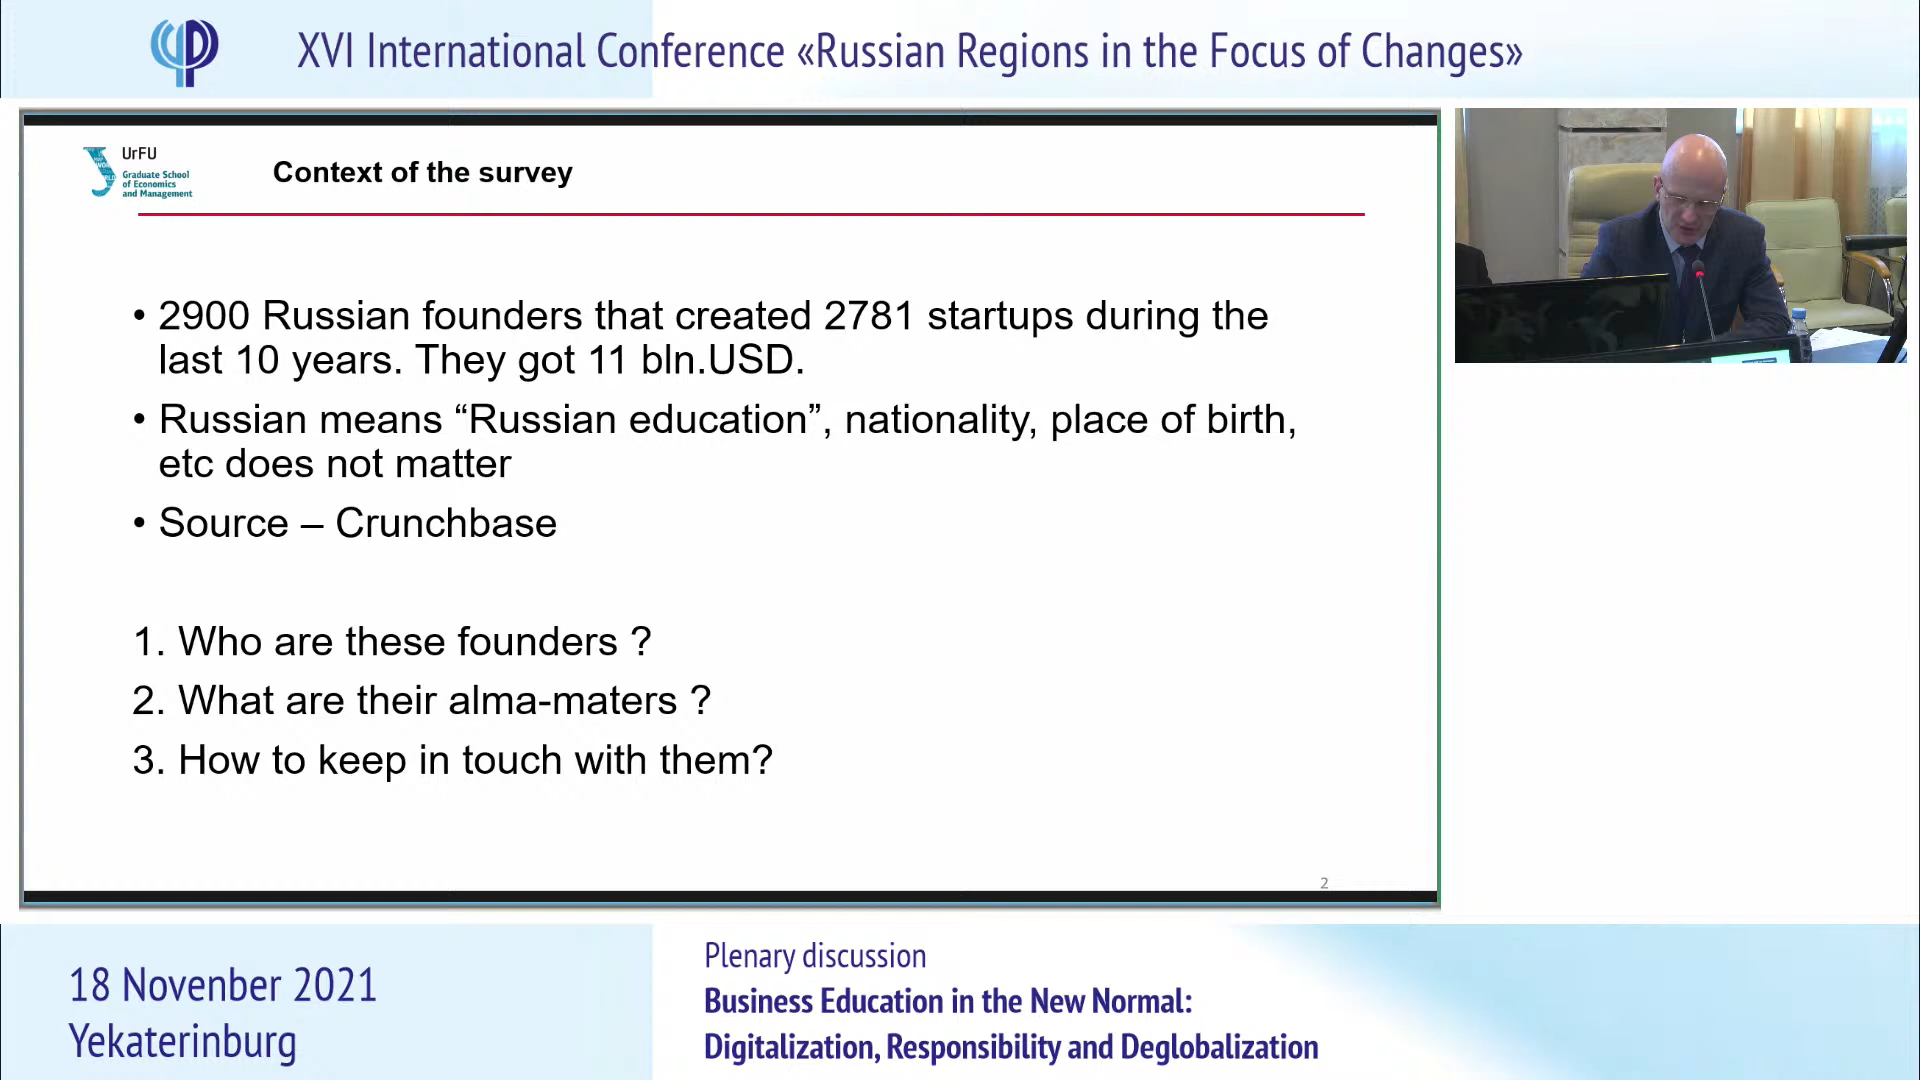 XVI International Conference «Russian Regions in the Focus of Changes»
UrFU
Graduate School
of Economics
and Management
Context of the survey
• 2900 Russian founders that created 2781 startups during the
last 10 years. They got 11 bln.USD.
• Russian means “Russian education”, nationality, place of birth,
etc does not matter
• Source – Crunchbase
1. Who are these founders ?
2. What are their alma-maters ?
3. How to keep in touch with them?
2
18 Novenber 2021
Yekaterinburg
Plenary discussion
Business Education in the New Normal:
Digitalization, Responsibility and Deglobalization